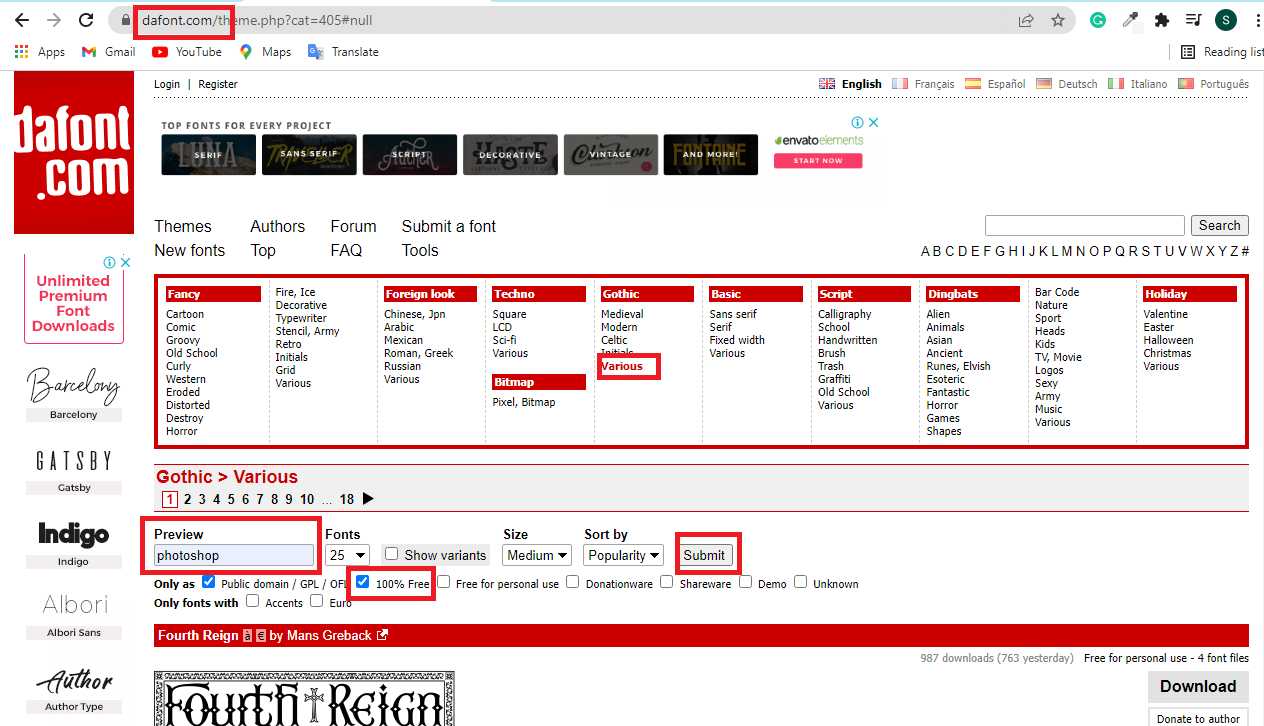 dafont.com/theme.php?cat=405#null
S
Apps Gmail YouTube Maps Translate Reading list
dafont
.com
Login | Register
English Français Español Deutsch Italiano Português
TOP FONTS FOR EVERY PROJECT
SERIF SANS SERIF SCRIPT DECORATIVE VINTAGE AND MORE!
envatoelements
START NOW
Themes Authors Forum Submit a font
New fonts Top FAQ Tools
Search
A B C D E F G H I J K L M N O P Q R S T U V W X Y Z #
Unlimited
Premium
Font
Downloads
Barcelony
Barcelony
GATSBY
Gatsby
Indigo
Indigo
Albori
Albori Sans
Author
Author Type
Fancy
Cartoon
Comic
Groovy
Old School
Curly
Western
Eroded
Distorted
Destroy
Horror
Fire, Ice
Decorative
Typewriter
Stencil, Army
Retro
Initials
Grid
Various
Foreign look
Chinese, Jpn
Arabic
Mexican
Roman, Greek
Russian
Various
Techno
Square
LCD
Sci-fi
Various
Bitmap
Pixel, Bitmap
Gothic
Medieval
Modern
Celtic
Initials
Various
Basic
Sans serif
Serif
Fixed width
Various
Script
Calligraphy
School
Handwritten
Brush
Trash
Graffiti
Old School
Various
Dingbats
Alien
Animals
Asian
Ancient
Runes, Elvish
Esoteric
Fantastic
Horror
Games
Shapes
Bar Code
Nature
Sport
Heads
Kids
TV, Movie
Logos
Sexy
Army
Music
Various
Holiday
Valentine
Easter
Halloween
Christmas
Various
Gothic > Various
1 2 3 4 5 6 7 8 9 10 ... 18
Preview Fonts Size Sort by
photoshop 25 Show variants Medium Popularity Submit
Only as Public domain / GPL / OFL 100% Free Free for personal use Donationware Shareware Demo Unknown
Only fonts with Accents Euro
Fourth Reign à € by Mans Greback
987 downloads (763 yesterday) Free for personal use - 4 font files
Fourth Reign
Download
Donate to author